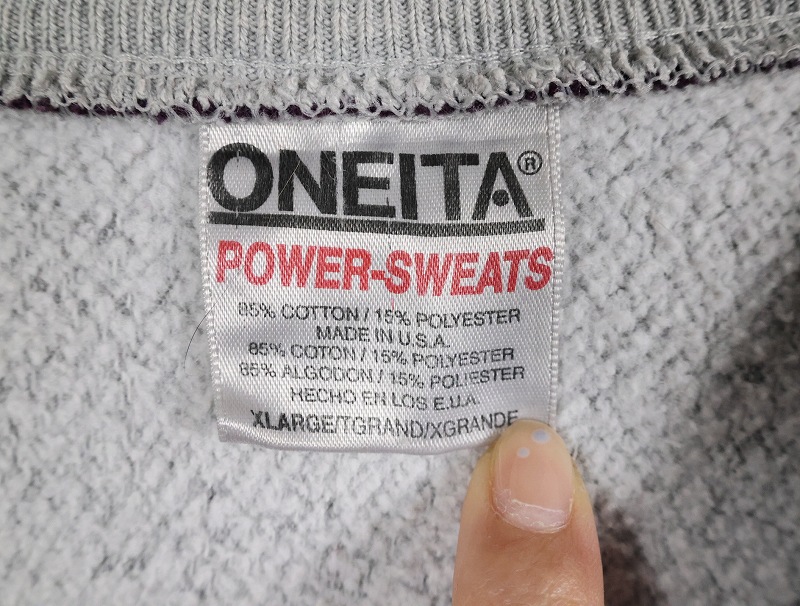 ONEITA®
POWER-SWEATS
85% COTTON / 15% POLYESTER
MADE IN U.S.A.
85% COTON / 15% POLYESTER
85% ALGODON / 15% POLIESTER
HECHO EN LOS E.U.A.
XLARGE/TGRAND/XGRANDE